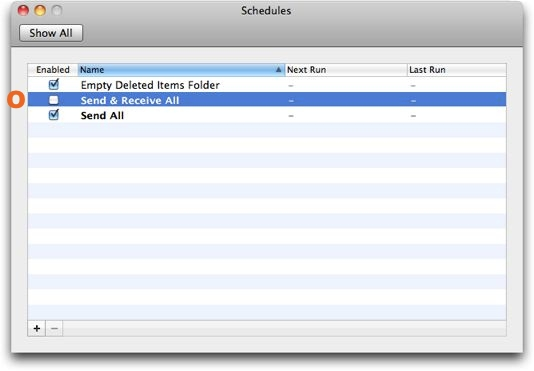 Schedules
Show All
Enabled Name Next Run Last Run
Empty Deleted Items Folder – –
o Send & Receive All – –
Send All – –
+ −